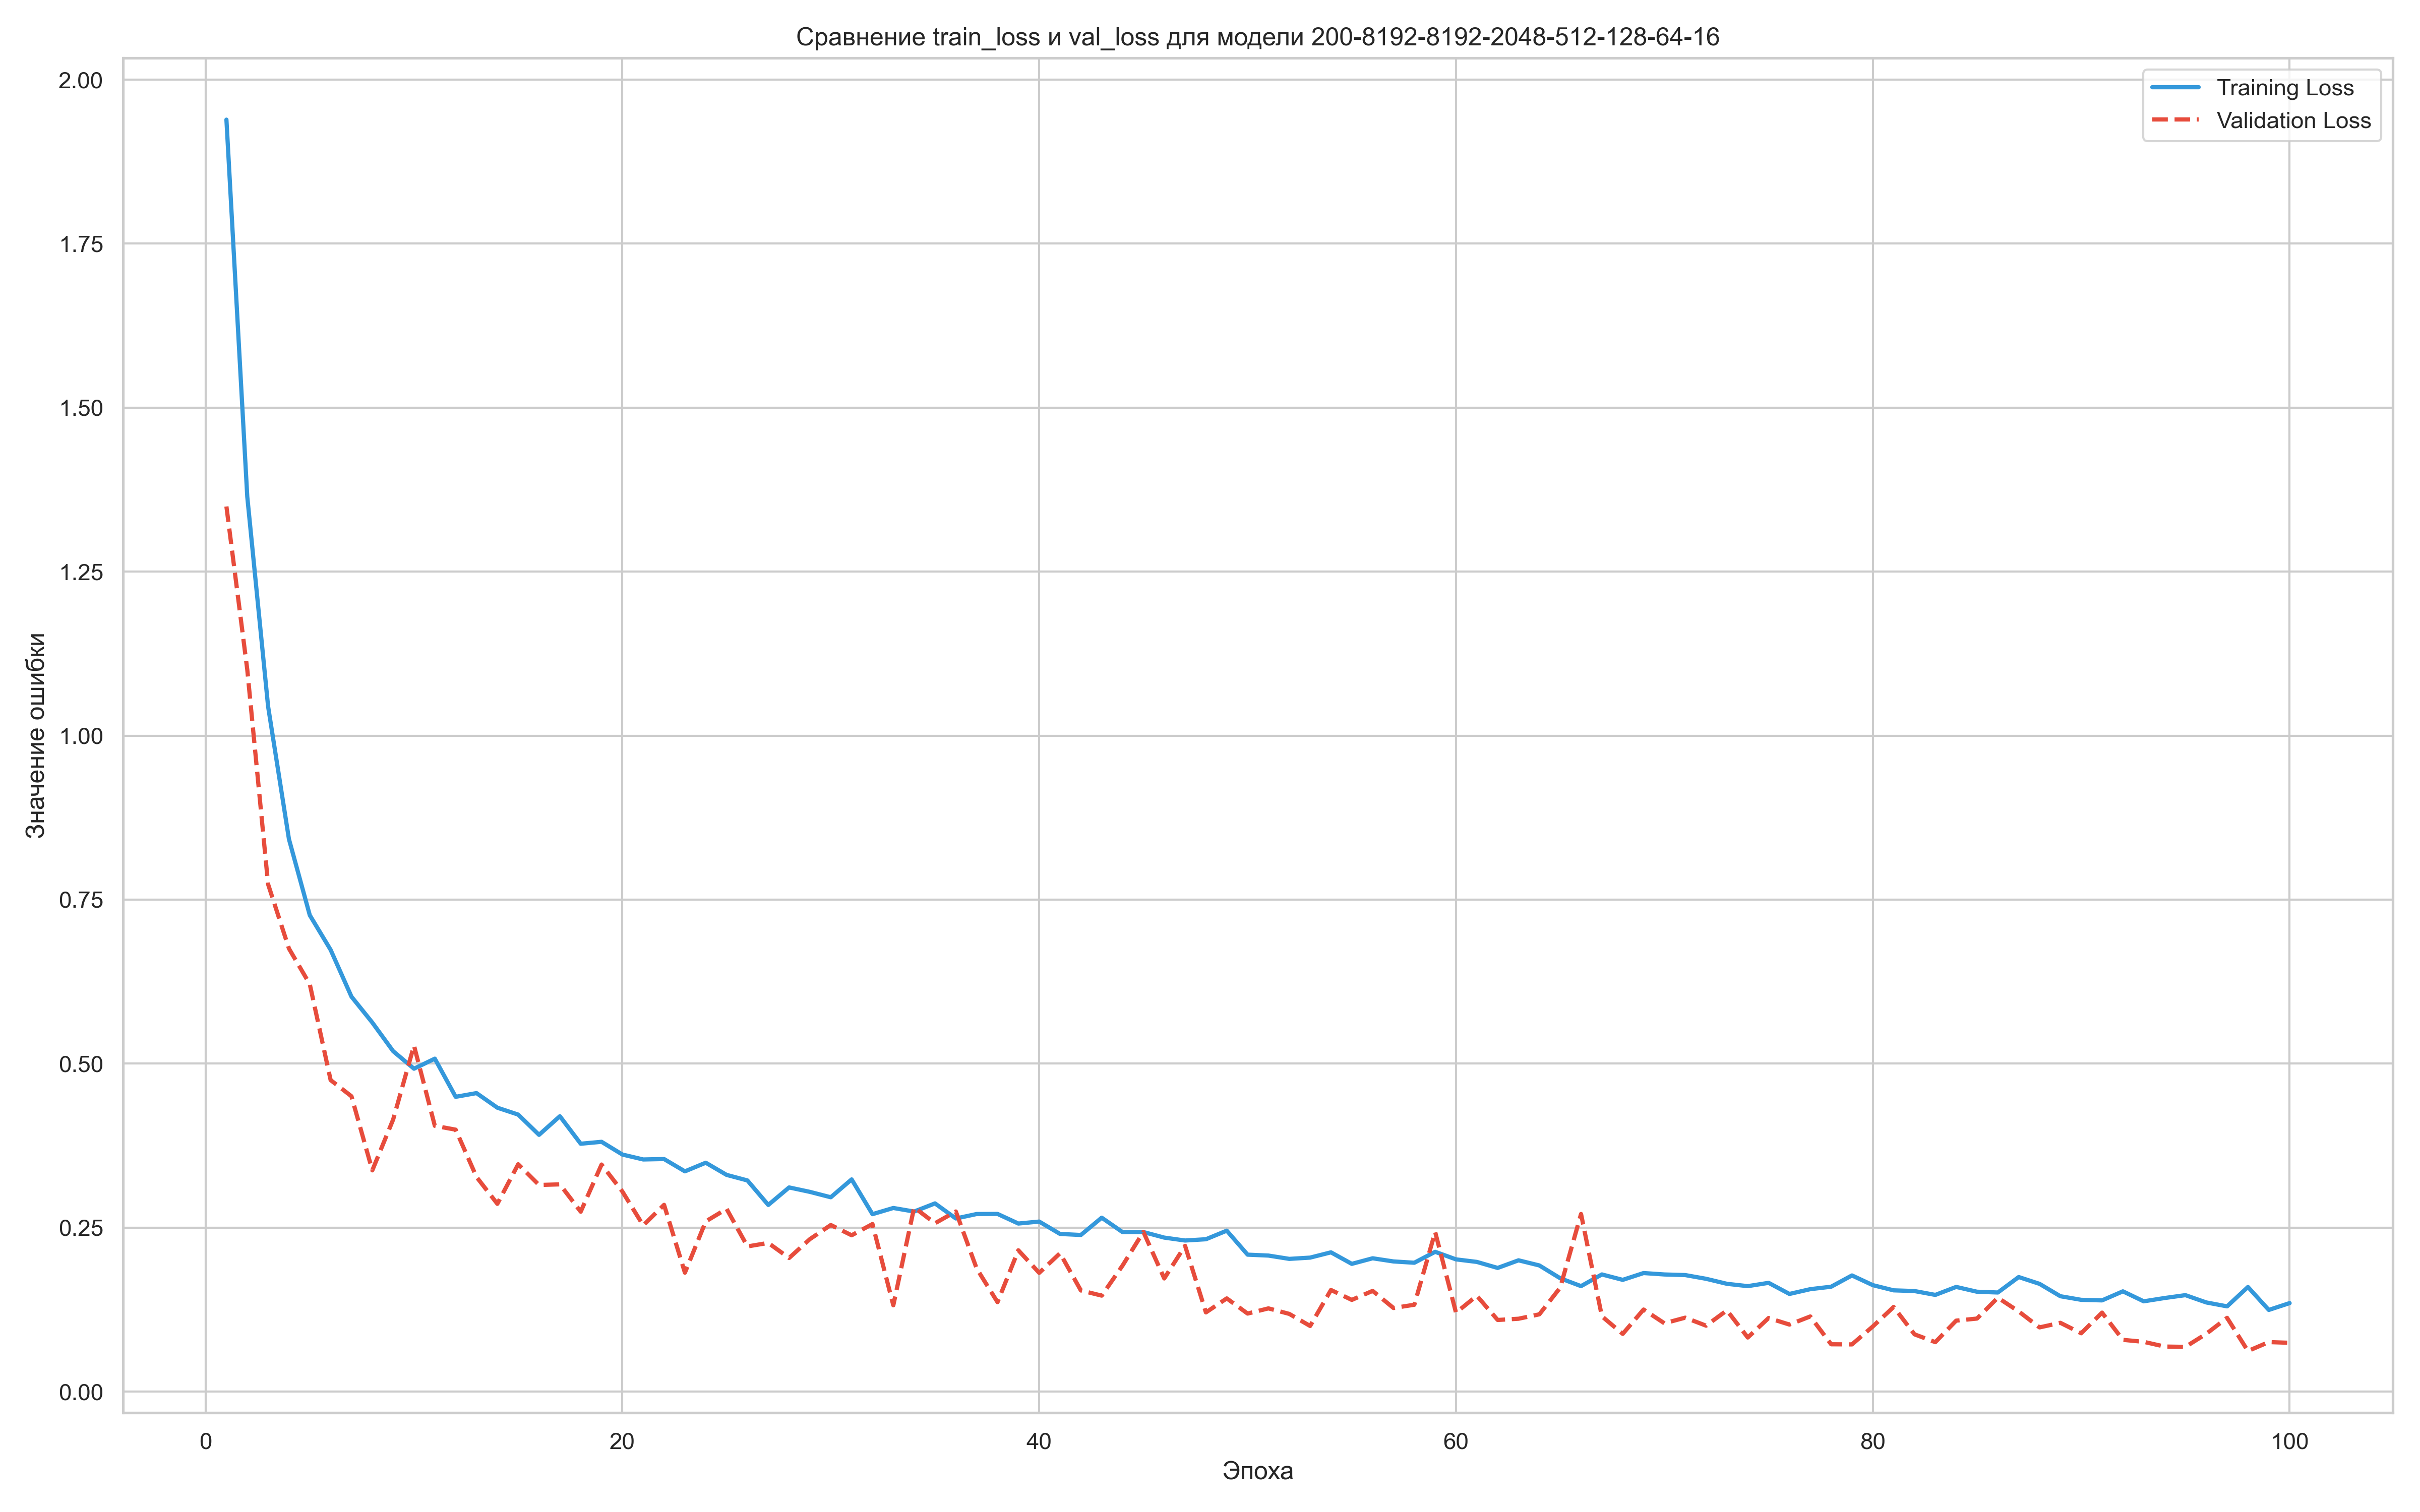 Сравнение train_loss и val_loss для модели 200-8192-8192-2048-512-128-64-16
Training Loss
Validation Loss
2.00
1.75
1.50
1.25
1.00
0.75
0.50
0.25
0.00
Значение ошибки
0 20 40 60 80 100
Эпоха